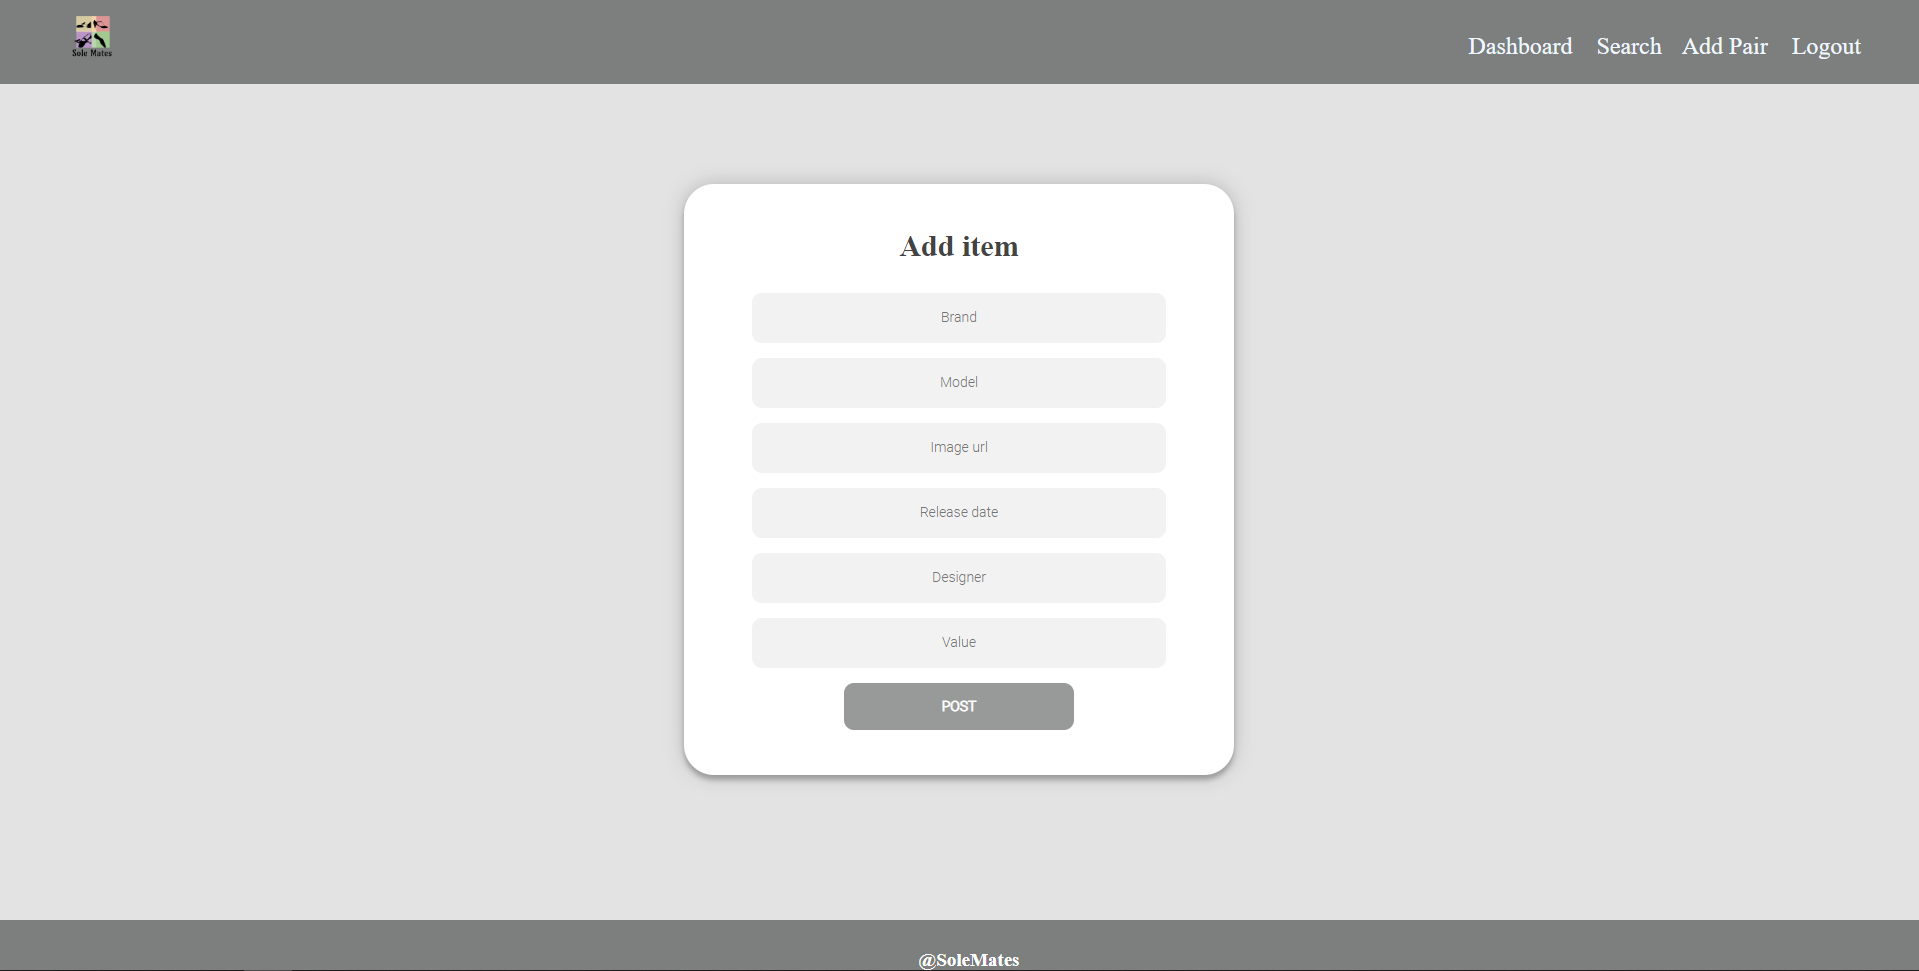 Sole Mates
Dashboard Search Add Pair Logout
Add item
Brand
Model
Image url
Release date
Designer
Value
POST
@SoleMates